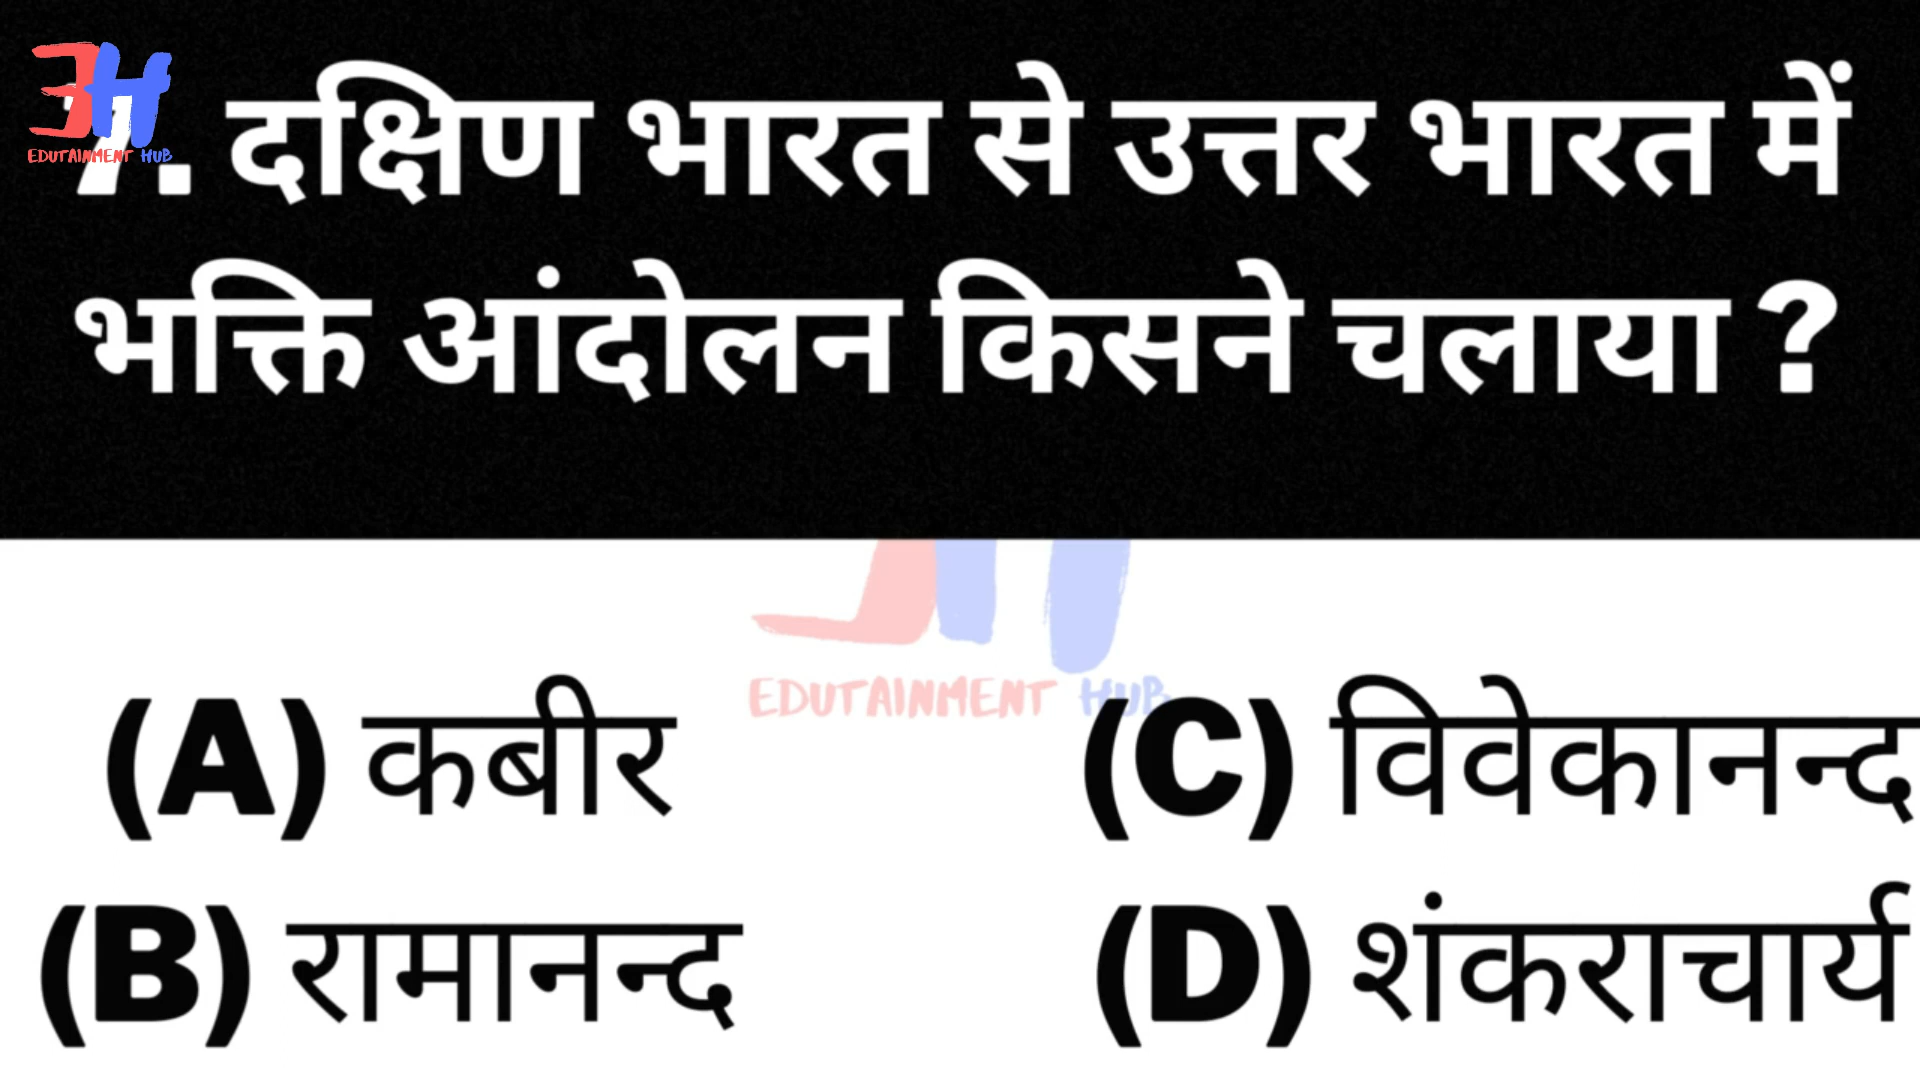 7. दक्षिण भारत से उत्तर भारत में
भक्ति आंदोलन किसने चलाया ?
EDUTAINMENT HUB
EDUTAINMENT HUB
(A) कबीर
(C) विवेकानन्द
(B) रामानन्द
(D) शंकराचार्य